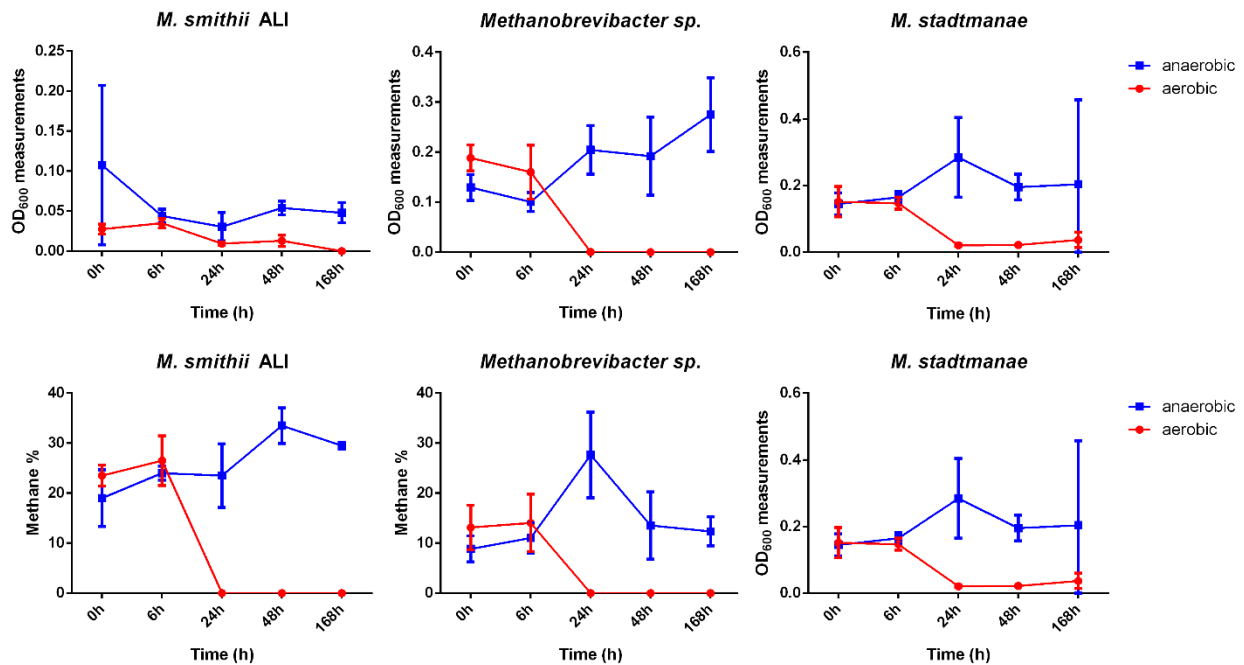 M. smithii ALI
OD600 measurements
0.25
0.20
0.15
0.10
0.05
0.00
0h
6h
24h
48h
168h
Time (h)
Methanobrevibacter sp.
OD600 measurements
0.4
0.3
0.2
0.1
0.0
0h
6h
24h
48h
168h
Time (h)
M. stadtmanae
OD600 measurements
0.6
0.4
0.2
0.0
0h
6h
24h
48h
168h
Time (h)
anaerobic
aerobic
M. smithii ALI
Methane %
40
30
20
10
0
0h
6h
24h
48h
168h
Time (h)
Methanobrevibacter sp.
Methane %
40
30
20
10
0
0h
6h
24h
48h
168h
Time (h)
M. stadtmanae
OD600 measurements
0.6
0.4
0.2
0.0
0h
6h
24h
48h
168h
Time (h)
anaerobic
aerobic